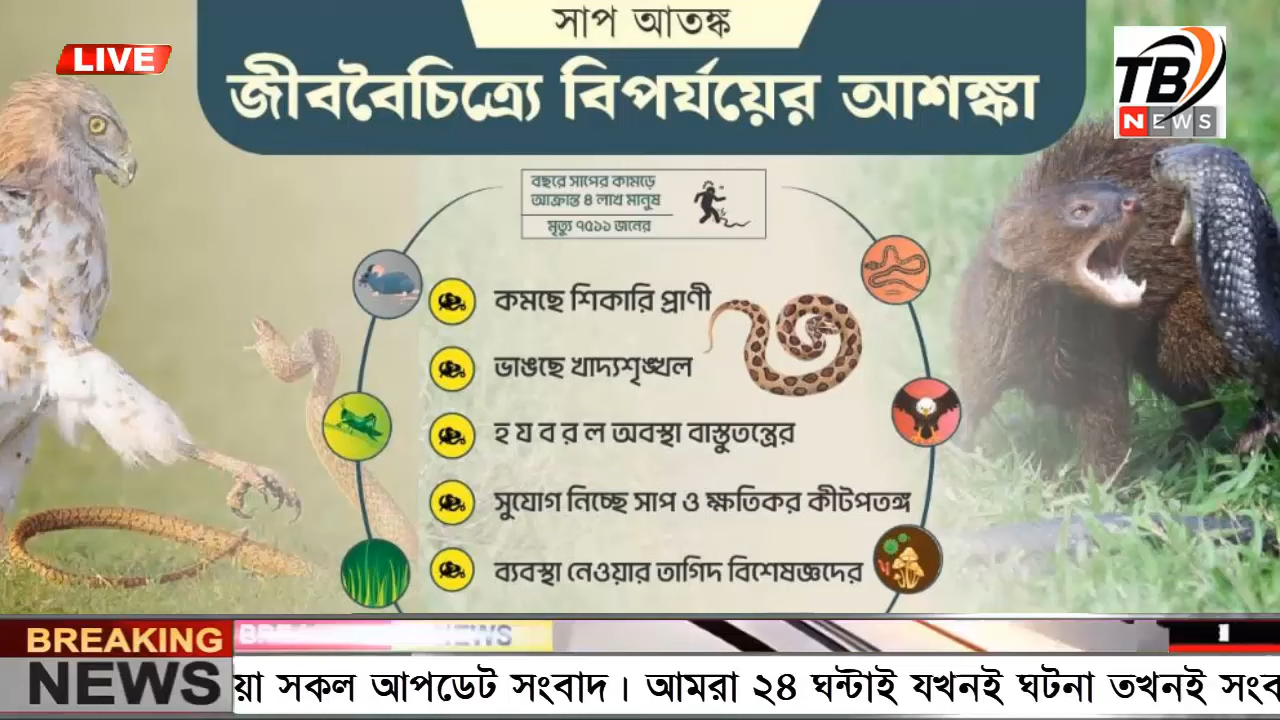 সাপ আতঙ্ক
LIVE
জীববৈচিত্র্যে বিপর্যয়ের আশঙ্কা
TB
NEWS
বছরে সাপের কামড়ে
আক্রান্ত ৪ লাখ মানুষ
মৃত্যু ৭৫১১ জনের
কমছে শিকারি প্রাণী
ভাঙছে খাদ্যশৃঙ্খল
হ য ব র ল অবস্থা বাস্তুতন্ত্রের
সুযোগ নিচ্ছে সাপ ও ক্ষতিকর কীটপতঙ্গ
ব্যবস্থা নেওয়ার তাগিদ বিশেষজ্ঞদের
BREAKING
NEWS
য়া সকল আপডেট সংবাদ। আমরা ২৪ ঘন্টাই যখনই ঘটনা তখনই সংব